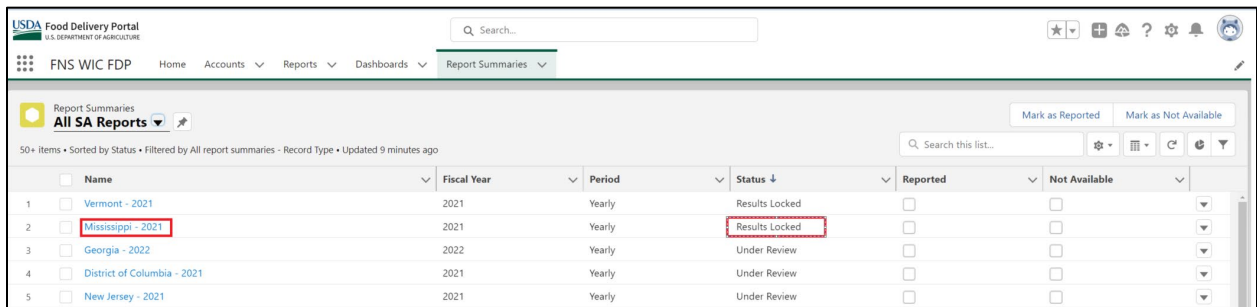 USDA Food Delivery Portal
U.S. DEPARTMENT OF AGRICULTURE
Search...
FNS WIC FDP Home Accounts Reports Dashboards Report Summaries
Report Summaries
All SA Reports
Mark as Reported Mark as Not Available
50+ items • Sorted by Status • Filtered by All report summaries - Record Type • Updated 9 minutes ago
Search this list...
Name Fiscal Year Period Status ↓ Reported Not Available
1 Vermont - 2021 2021 Yearly Results Locked
2 Mississippi - 2021 2021 Yearly Results Locked
3 Georgia - 2022 2022 Yearly Under Review
4 District of Columbia - 2021 2021 Yearly Under Review
5 New Jersey - 2021 2021 Yearly Under Review